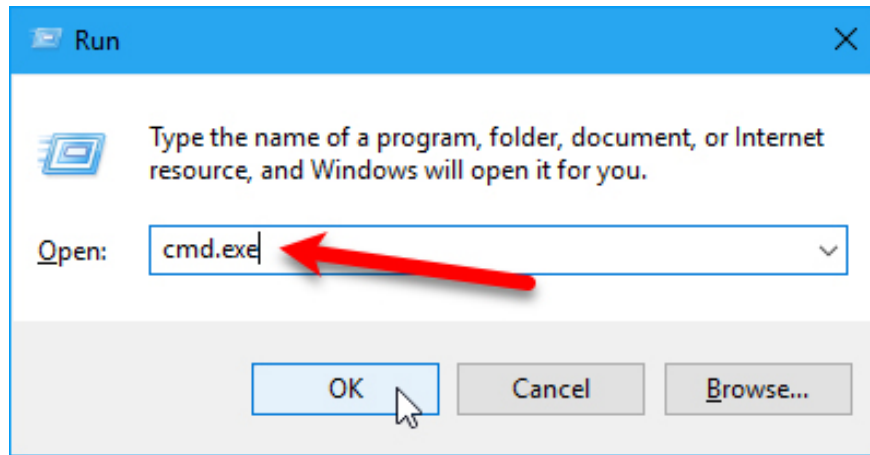 Run
Type the name of a program, folder, document, or Internet
resource, and Windows will open it for you.
Open: cmd.exe
OK Cancel Browse...